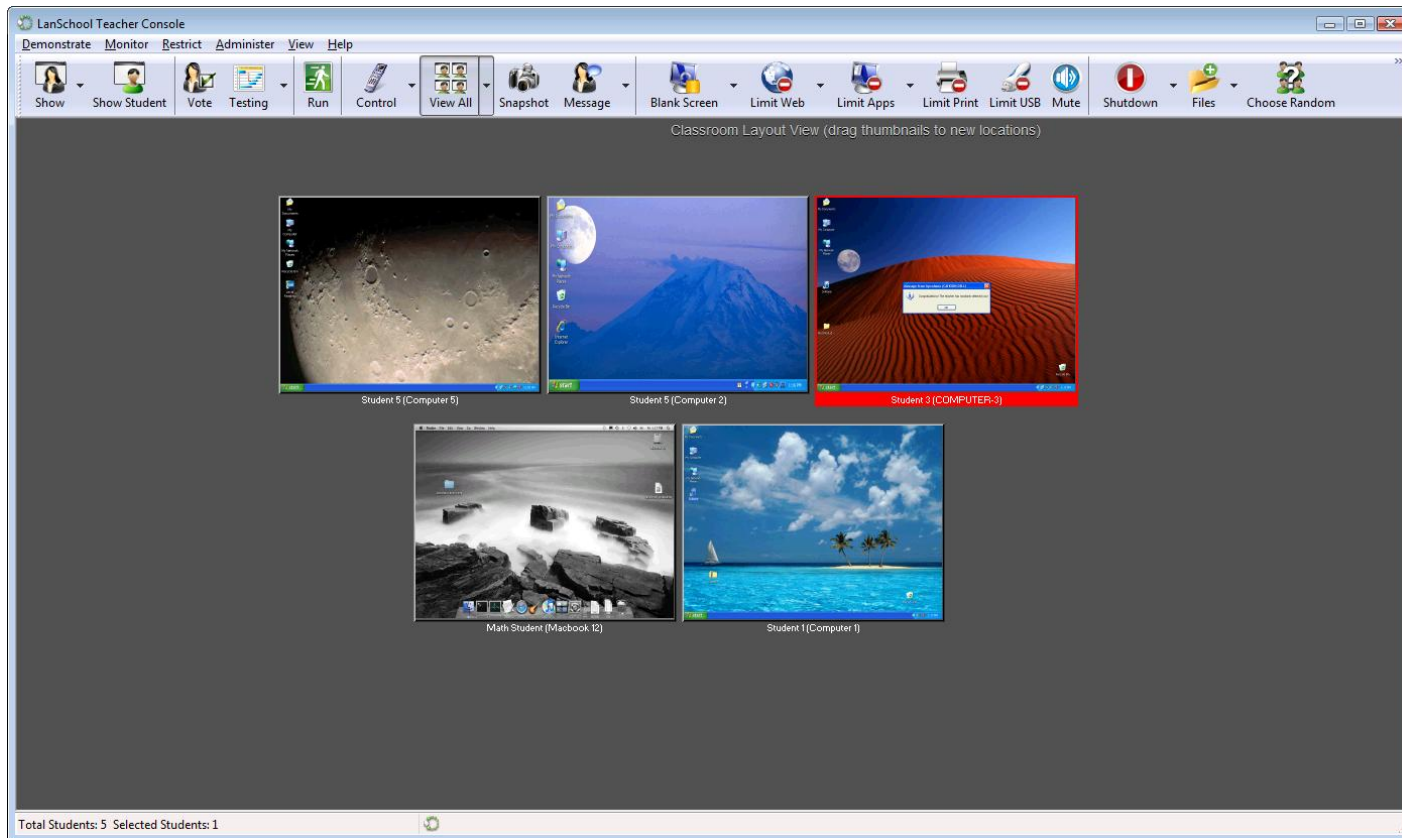 LanSchool Teacher Console
Demonstrate Monitor Restrict Administer View Help
Show Show Student Vote Testing Run Control View All Snapshot Message Blank Screen Limit Web Limit Apps Limit Print Limit USB Mute Shutdown Files Choose Random
Classroom Layout View (drag thumbnails to new locations)
Student 5 (Computer 5) Student 5 (Computer 2) Student 3 (COMPUTER-3)
Math Student (Macbook 12) Student 1 (Computer 1)
Total Students: 5 Selected Students: 1